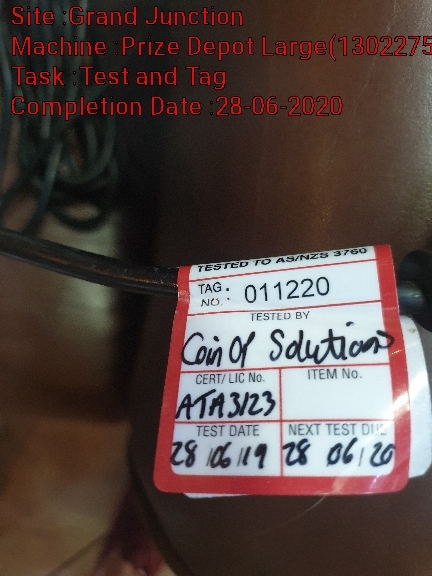 Site :Grand Junction
Machine :Prize Depot Large(1302275
Task :Test and Tag
Completion Date :28-06-2020
TESTED TO AS/NZS 3760
TAG NO. : 011220
TESTED BY
Coin Op Solutions
CERT/ LIC No. ITEM No.
ATA3123
TEST DATE NEXT TEST DUE
28 /06/19 28 06/20